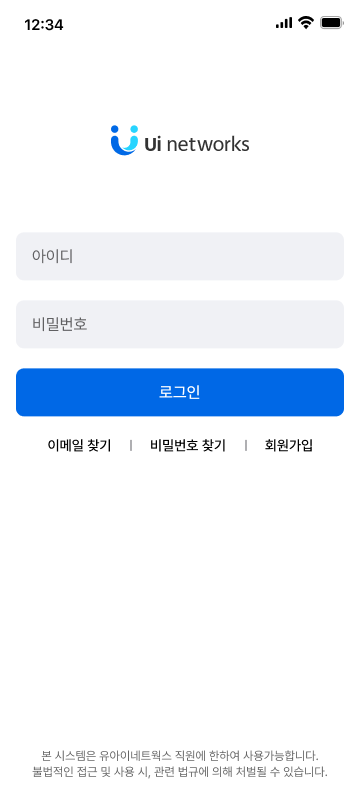 12:34
Ui networks
아이디
비밀번호
로그인
이메일 찾기 | 비밀번호 찾기 | 회원가입
본 시스템은 유아이네트웍스 직원에 한하여 사용가능합니다.
불법적인 접근 및 사용 시, 관련 법규에 의해 처벌될 수 있습니다.